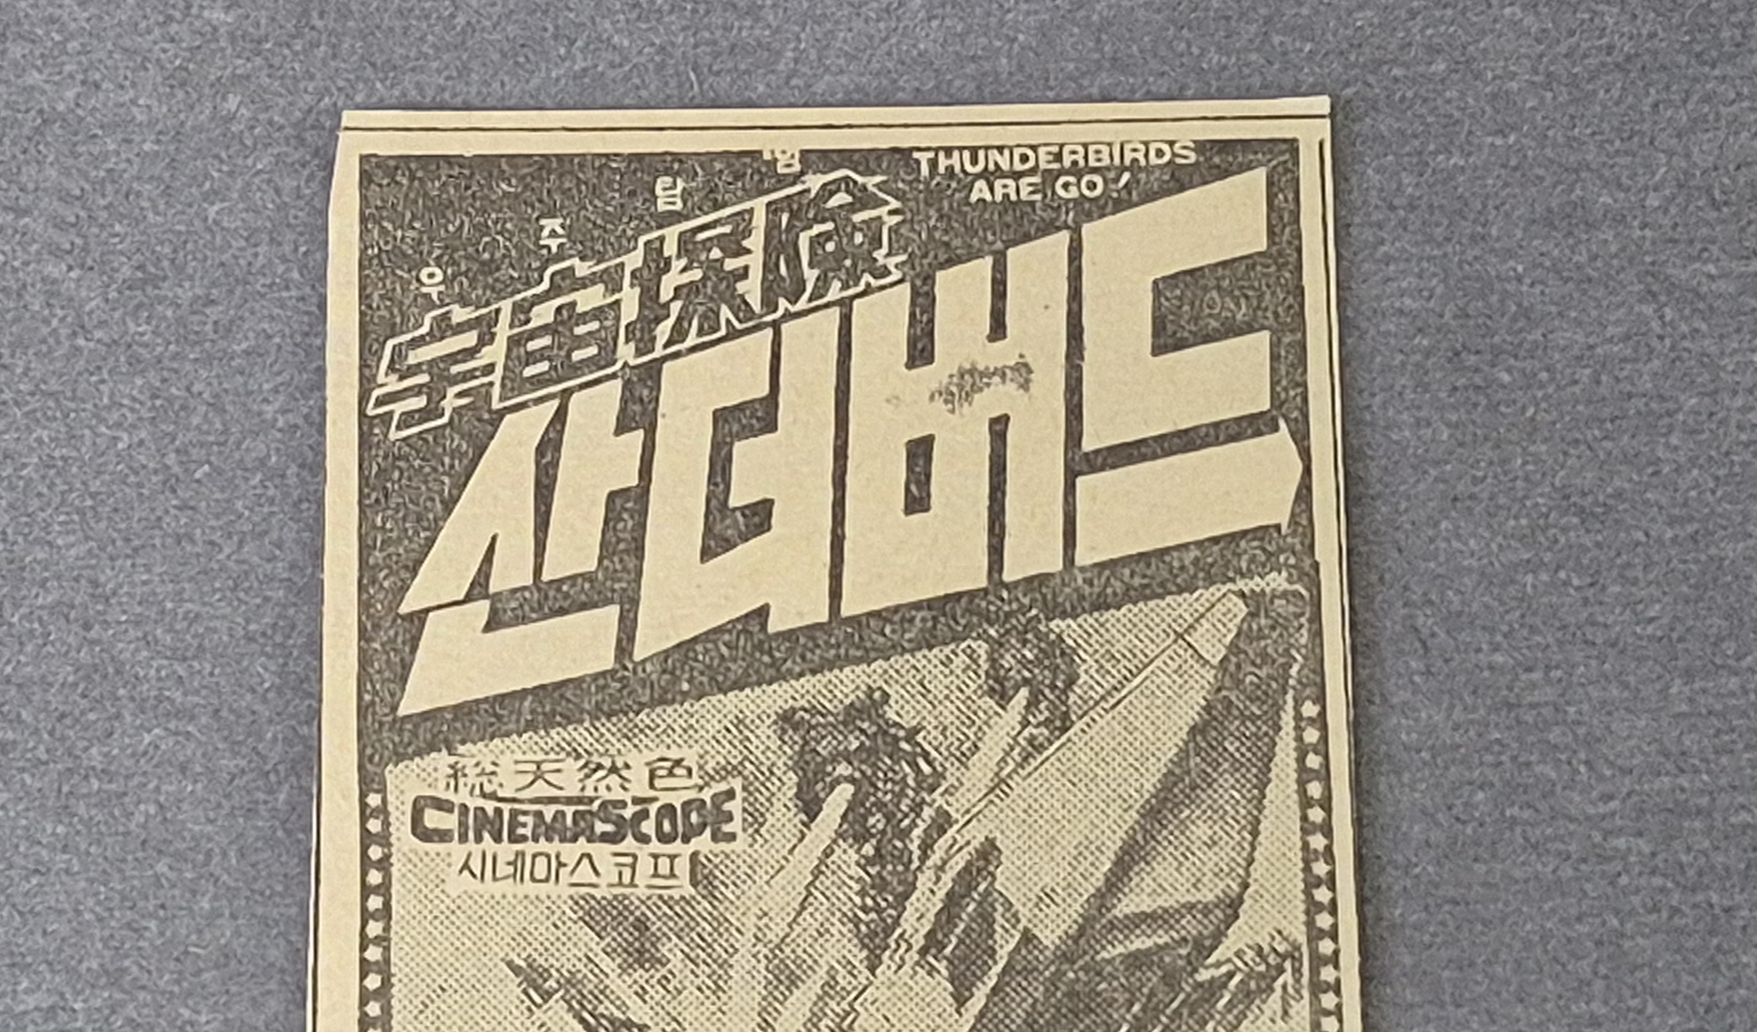 THUNDERBIRDS
ARE GO!
우주탐험
宇宙探險
산더버드
総天然色
CINEMASCOPE
시네마스코프